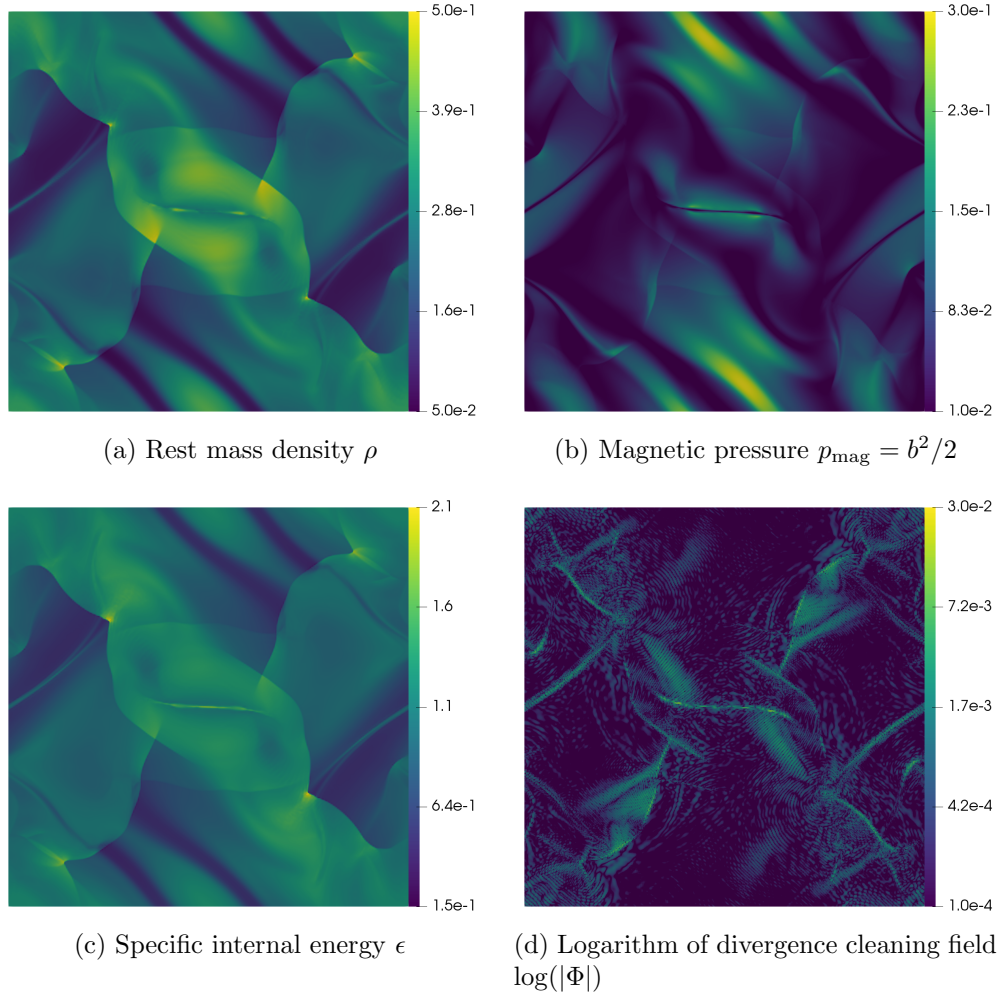 5.0e-1
3.9e-1
2.8e-1
1.6e-1
5.0e-2
(a) Rest mass density ρ
3.0e-1
2.3e-1
1.5e-1
8.3e-2
1.0e-2
(b) Magnetic pressure p_mag = b²/2
2.1
1.6
1.1
6.4e-1
1.5e-1
(c) Specific internal energy ϵ
3.0e-2
7.2e-3
1.7e-3
4.2e-4
1.0e-4
(d) Logarithm of divergence cleaning field
log(|Φ|)